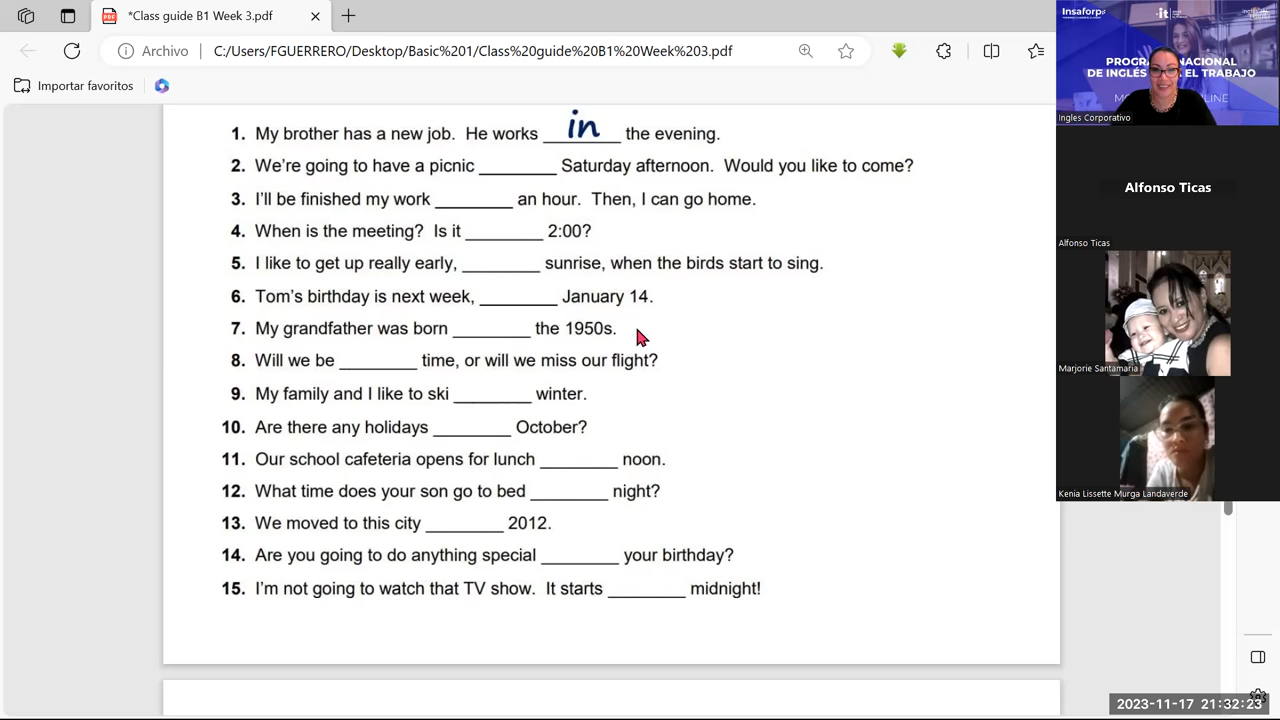 *Class guide B1 Week 3.pdf
Archivo
C:/Users/FGUERRERO/Desktop/Basic%201/Class%20guide%20B1%20Week%203.pdf
Importar favoritos
1. My brother has a new job. He works in the evening.
2. We're going to have a picnic ________ Saturday afternoon. Would you like to come?
3. I'll be finished my work ________ an hour. Then, I can go home.
4. When is the meeting? Is it ________ 2:00?
5. I like to get up really early, ________ sunrise, when the birds start to sing.
6. Tom's birthday is next week, ________ January 14.
7. My grandfather was born ________ the 1950s.
8. Will we be ________ time, or will we miss our flight?
9. My family and I like to ski ________ winter.
10. Are there any holidays ________ October?
11. Our school cafeteria opens for lunch ________ noon.
12. What time does your son go to bed ________ night?
13. We moved to this city ________ 2012.
14. Are you going to do anything special ________ your birthday?
15. I'm not going to watch that TV show. It starts ________ midnight!
Insaforp
Ingles Corporativo
Alfonso Ticas
Alfonso Ticas
Marjorie Santamaria
Kenia Lissette Murga Landaverde
2023-11-17 21:32:23